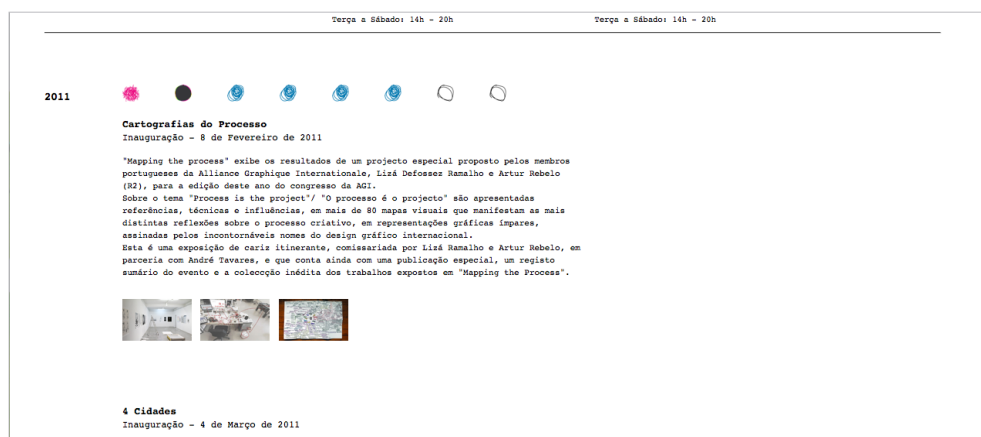 Terça a Sábado: 14h - 20h
Terça a Sábado: 14h - 20h
2011
Cartografias do Processo
Inauguração - 8 de Fevereiro de 2011
"Mapping the process" exibe os resultados de um projecto especial proposto pelos membros
portugueses da Alliance Graphique Internationale, Lizá Defossez Ramalho e Artur Rebelo
(R2), para a edição deste ano do congresso da AGI.
Sobre o tema "Process is the project"/ "O processo é o projecto" são apresentadas
referências, técnicas e influências, em mais de 80 mapas visuais que manifestam as mais
distintas reflexões sobre o processo criativo, em representações gráficas ímpares,
assinadas pelos incontornáveis nomes do design gráfico internacional.
Esta é uma exposição de cariz itinerante, comissariada por Lizá Ramalho e Artur Rebelo, em
parceria com André Tavares, e que conta ainda com uma publicação especial, um registo
sumário do evento e a colecção inédita dos trabalhos expostos em "Mapping the Process".
4 Cidades
Inauguração - 4 de Março de 2011